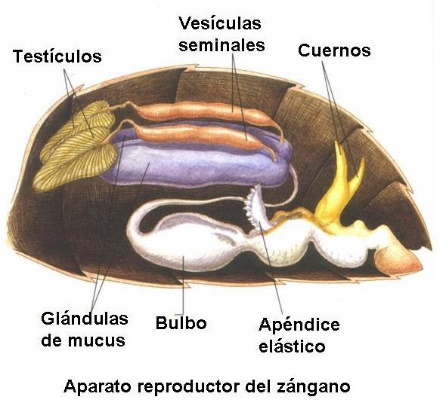 Vesículas
seminales
Testículos
Cuernos
Glándulas
de mucus
Bulbo
Apéndice
elástico
Aparato reproductor del zángano